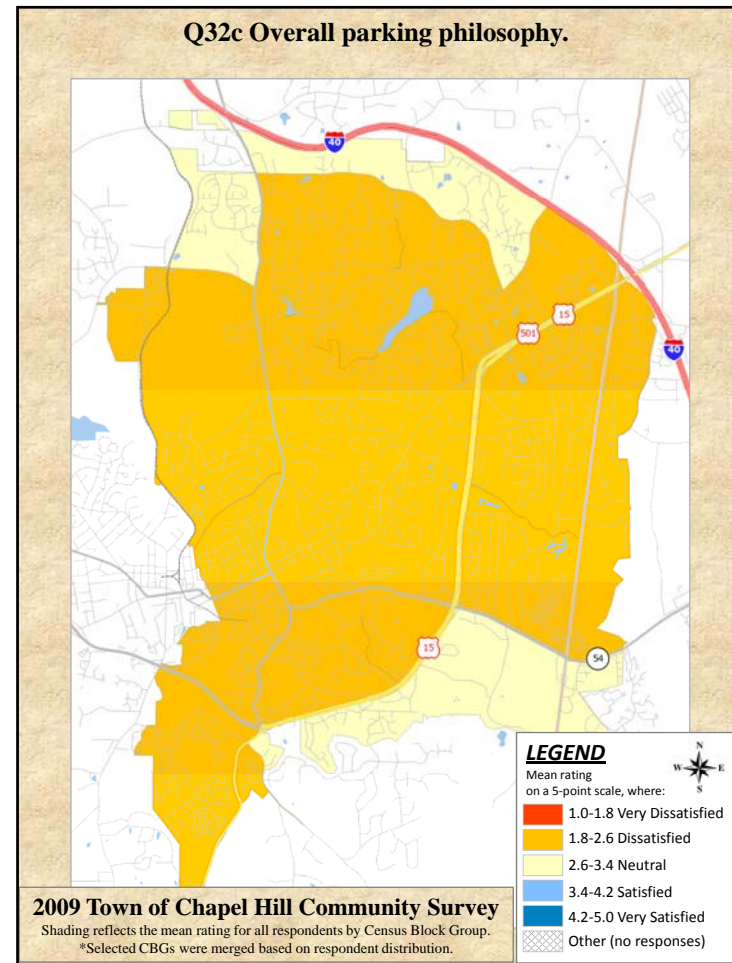 Q32c Overall parking philosophy.
40
15
501
40
15
54
LEGEND
Mean rating
on a 5-point scale, where:
N
W E
S
1.0-1.8 Very Dissatisfied
1.8-2.6 Dissatisfied
2.6-3.4 Neutral
3.4-4.2 Satisfied
4.2-5.0 Very Satisfied
Other (no responses)
2009 Town of Chapel Hill Community Survey
Shading reflects the mean rating for all respondents by Census Block Group.
*Selected CBGs were merged based on respondent distribution.